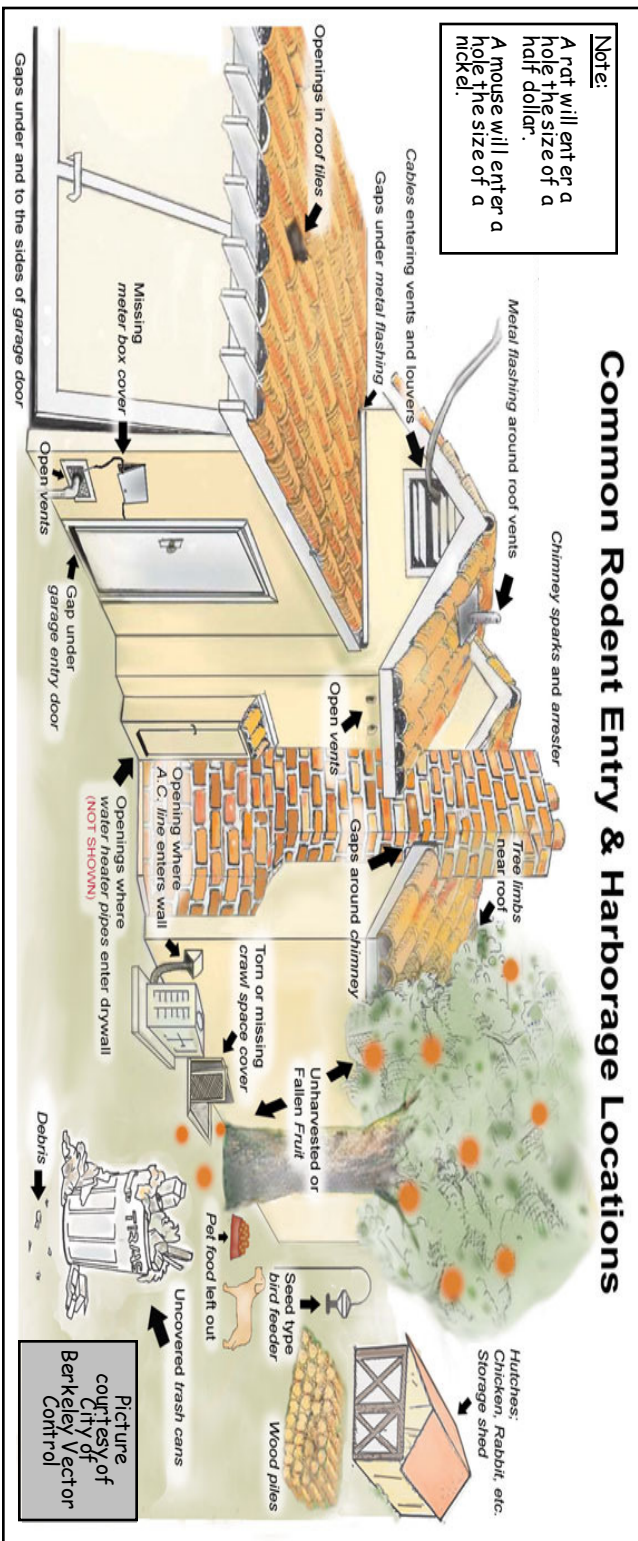 Common Rodent Entry & Harborage Locations
Note:
A rat will enter a
hole the size of a
half dollar.
A mouse will enter a
hole the size of a
nickel.
Chimney sparks and arrester
Metal flashing around roof vents
Cables entering vents and louvers
Gaps under metal flashing
Openings in roof tiles
Gaps under and to the sides of garage door
Missing
meter box cover
Open vents
Gap under
garage entry door
Open vents
Openings where
water heater pipes enter drywall
(NOT SHOWN)
Opening where
A.C. line enters wall
Gaps around chimney
Tree limbs
near roof
Torn or missing
crawl space cover
Unharvested or
Fallen Fruit
Debris
TRAS
Uncovered trash cans
Pet food left out
Seed type
bird feeder
Wood piles
Hutches;
Chicken, Rabbit, etc.
Storage shed
Picture
courtesy of
City of
Berkeley Vector
Control